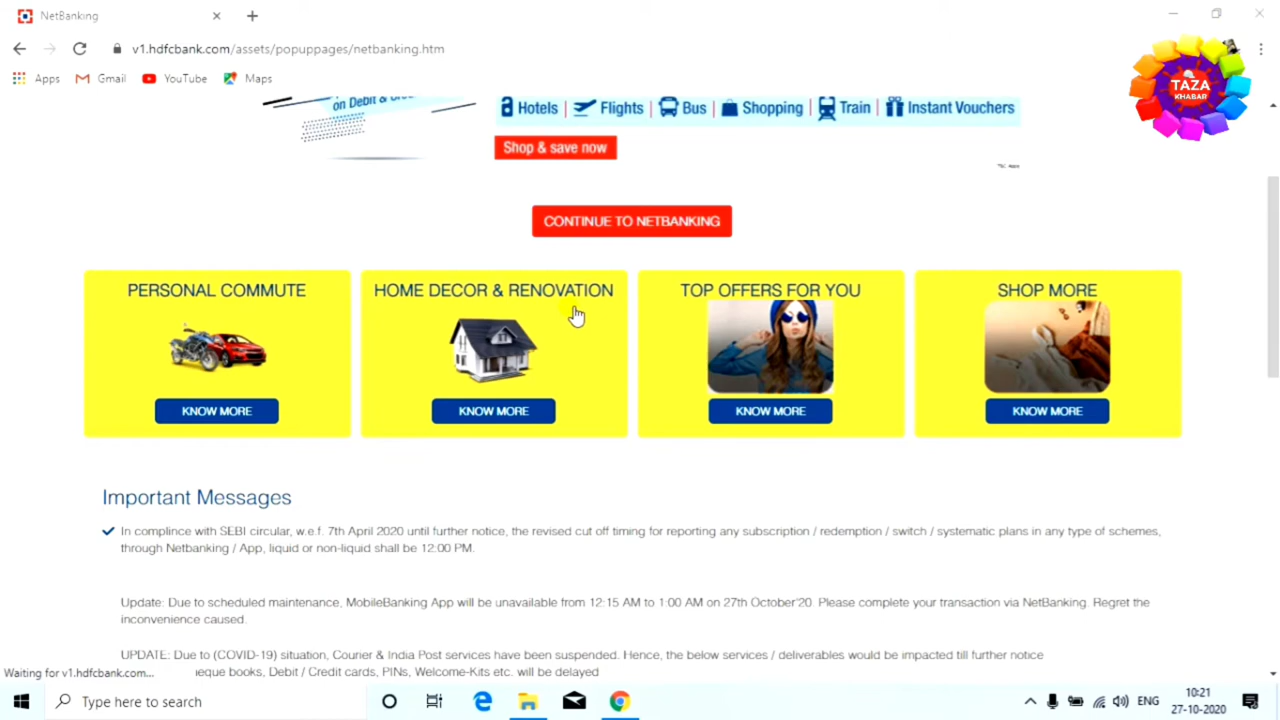 NetBanking
v1.hdfcbank.com/assets/popuppages/netbanking.htm
Apps Gmail YouTube Maps
TAZA
KHABAR
on Debit &
Hotels | Flights | Bus | Shopping | Train | Instant Vouchers
Shop & save now
CONTINUE TO NETBANKING
PERSONAL COMMUTE HOME DECOR & RENOVATION TOP OFFERS FOR YOU SHOP MORE
KNOW MORE KNOW MORE KNOW MORE KNOW MORE
Important Messages
In complince with SEBI circular, w.e.f. 7th April 2020 until further notice, the revised cut off timing for reporting any subscription / redemption / switch / systematic plans in any type of schemes,
through Netbanking / App, liquid or non-liquid shall be 12:00 PM.
Update: Due to scheduled maintenance, MobileBanking App will be unavailable from 12:15 AM to 1:00 AM on 27th October'20 Please complete your transaction via NetBanking. Regret the
inconvenience caused.
UPDATE: Due to (COVID-19) situation, Courier & India Post services have been suspended. Hence, the below services / deliverables would be impacted till further notice
Waiting for v1.hdfcbank.com... eque books, Debit / Credit cards, PINs, Welcome-Kits etc. will be delayed
Type here to search
ENG
10:21
27-10-2020